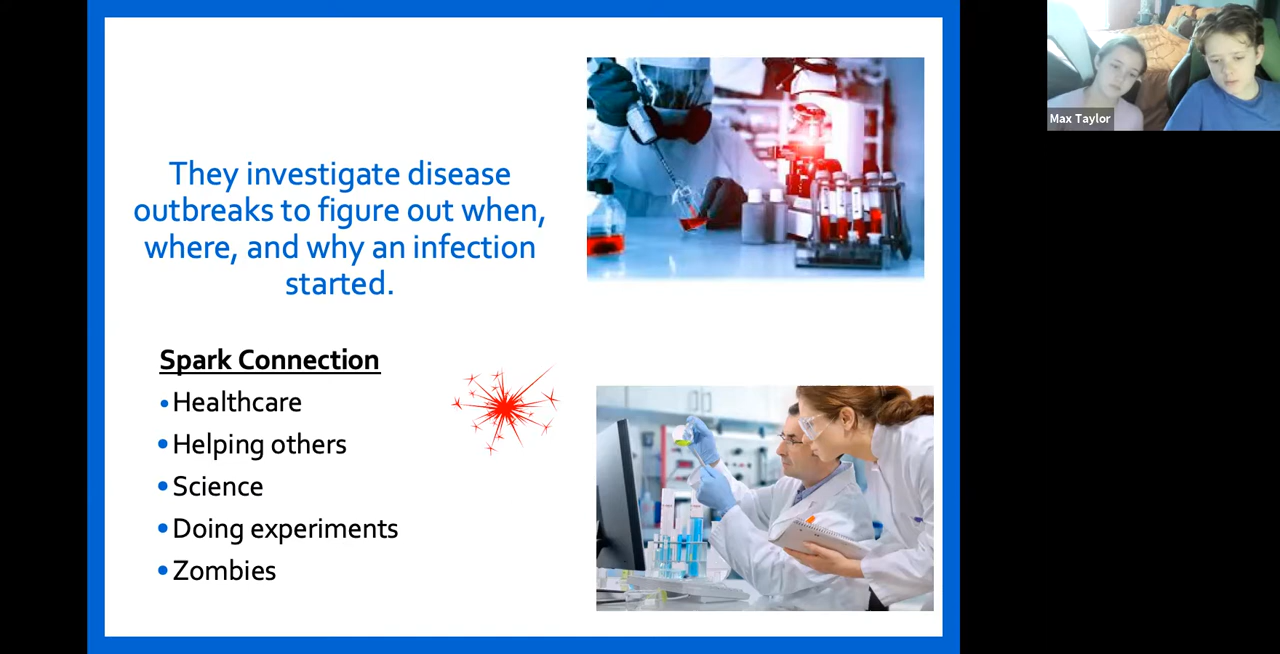 They investigate disease
outbreaks to figure out when,
where, and why an infection
started.
Spark Connection
•Healthcare
•Helping others
•Science
•Doing experiments
•Zombies
Max Taylor